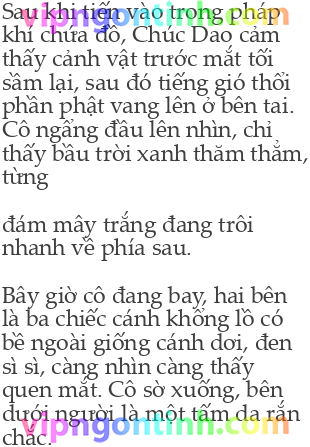 Sau khi tiến vào trong pháp
khí chứa đồ, Chúc Dao cảm
thấy cảnh vật trước mắt tối
sầm lại, sau đó tiếng gió thổi
phần phật vang lên ở bên tai.
Cô ngẩng đầu lên nhìn, chỉ
thấy bầu trời xanh thăm thẳm,
từng
đám mây trắng đang trôi
nhanh về phía sau.
Bây giờ cô đang bay, hai bên
là ba chiếc cánh khổng lồ có
bề ngoài giống cánh dơi, đen
sì sì, càng nhìn càng thấy
quen mắt. Cô sờ xuống, bên
dưới người là một tấm da rắn
chắc.
vipngontinh.com
vipngontinh.com